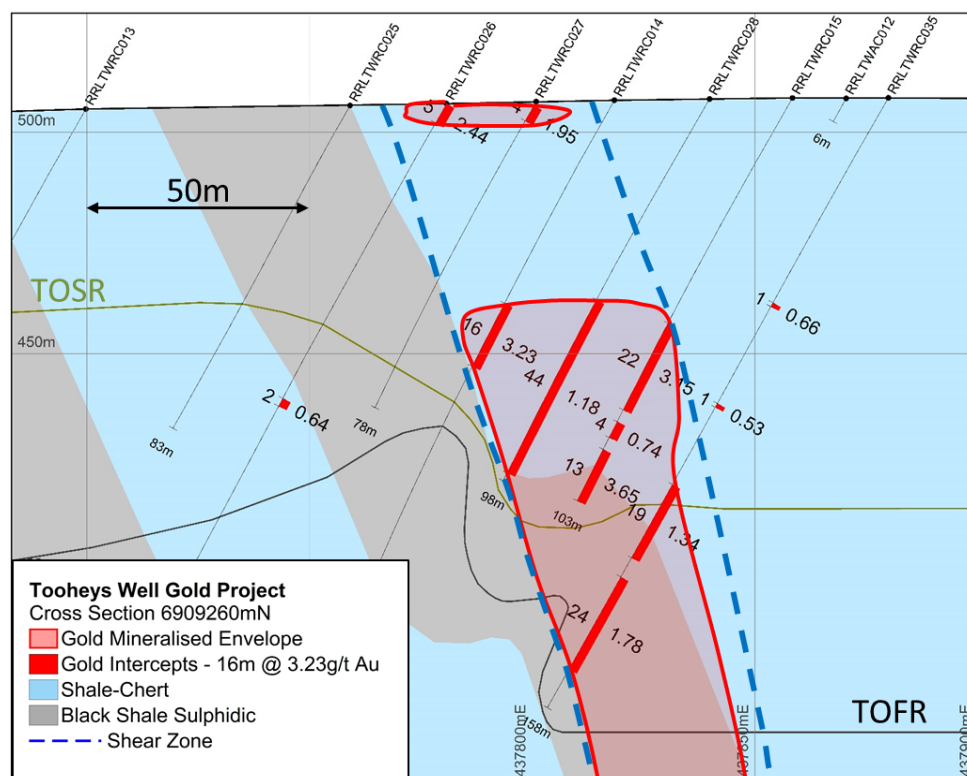 RRLTWRC013
RRLTWRC025
RRLTWRC026
RRLTWRC027
RRLTWRC014
RRLTWRC028
RRLTWRC015
RRLTWAC012
RRLTWRC035
500m
5
2.44
4
1.95
6m
50m
TOSR
1
0.66
16
3.23
22
3.15
450m
44
1.18
1
0.53
2
0.64
4
0.74
83m
78m
13
3.65
98m
103m
19
1.34
24
1.78
158m
TOFR
437800mE
437850mE
437900mE
Tooheys Well Gold Project
Cross Section 6909260mN
Gold Mineralised Envelope
Gold Intercepts - 16m @ 3.23g/t Au
Shale-Chert
Black Shale Sulphidic
Shear Zone